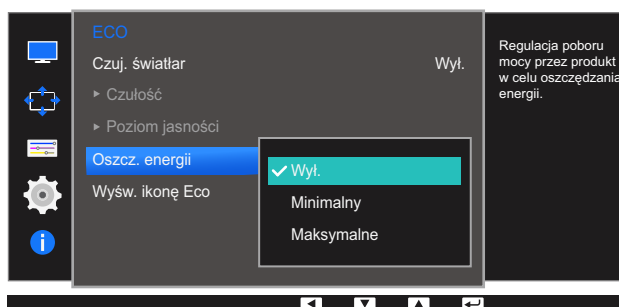 ECO
Czuj. światłar
Wył.
▸ Czułość
▸ Poziom jasności
Oszcz. energii
Wyśw. ikonę Eco
Wył.
Minimalny
Maksymalne
Regulacja poboru
mocy przez produkt
w celu oszczędzania
energii.